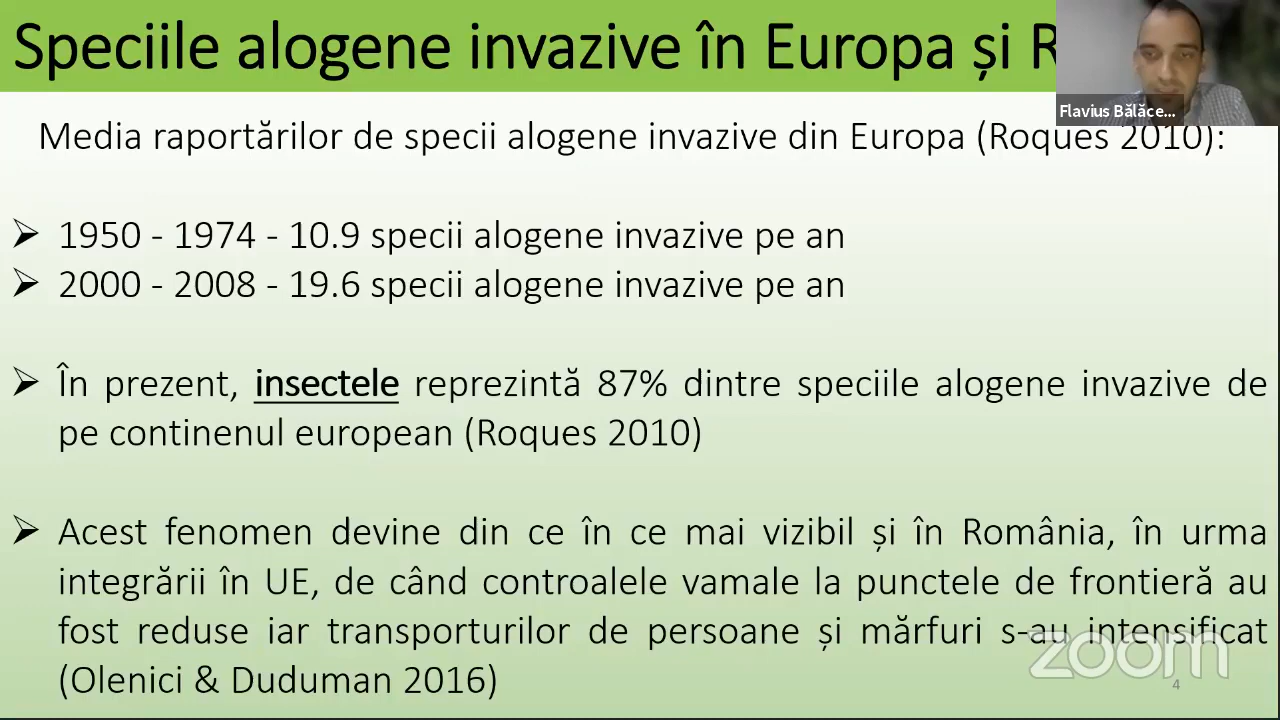 Speciile alogene invazive în Europa și R
Flavius Bălăce...
Media raportărilor de specii alogene invazive din Europa (Roques 2010):
➢ 1950 - 1974 - 10.9 specii alogene invazive pe an
➢ 2000 - 2008 - 19.6 specii alogene invazive pe an
➢ În prezent, insectele reprezintă 87% dintre speciile alogene invazive de
pe continenul european (Roques 2010)
➢ Acest fenomen devine din ce în ce mai vizibil și în România, în urma
integrării în UE, de când controalele vamale la punctele de frontieră au
fost reduse iar transporturilor de persoane și mărfuri s-au intensificat
(Olenici & Duduman 2016)
zoom
4